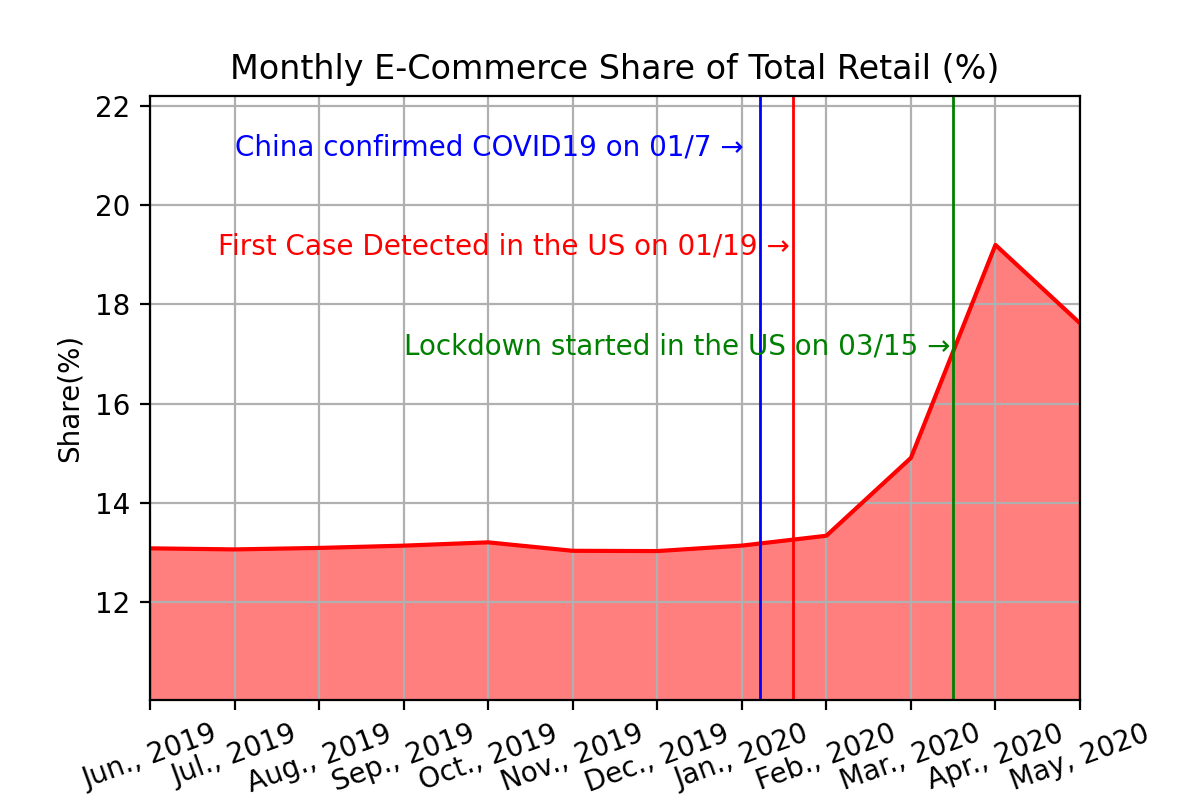 Monthly E-Commerce Share of Total Retail (%)
22
China confirmed COVID19 on 01/7 →
20
First Case Detected in the US on 01/19 →
18
Lockdown started in the US on 03/15 →
Share(%)
16
14
12
Jun., 2019
Jul., 2019
Aug., 2019
Sep., 2019
Oct., 2019
Nov., 2019
Dec., 2019
Jan., 2020
Feb., 2020
Mar., 2020
Apr., 2020
May, 2020